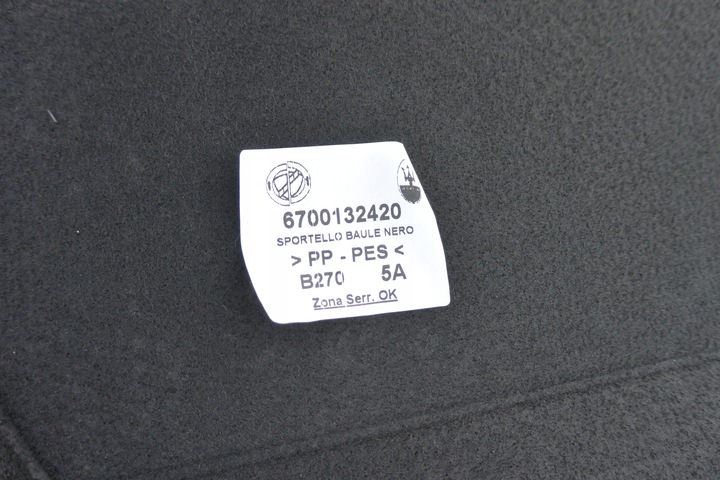 6700132420
SPORTELLO BAULE NERO
> PP - PES <
B270 5A
Zona Serr. OK